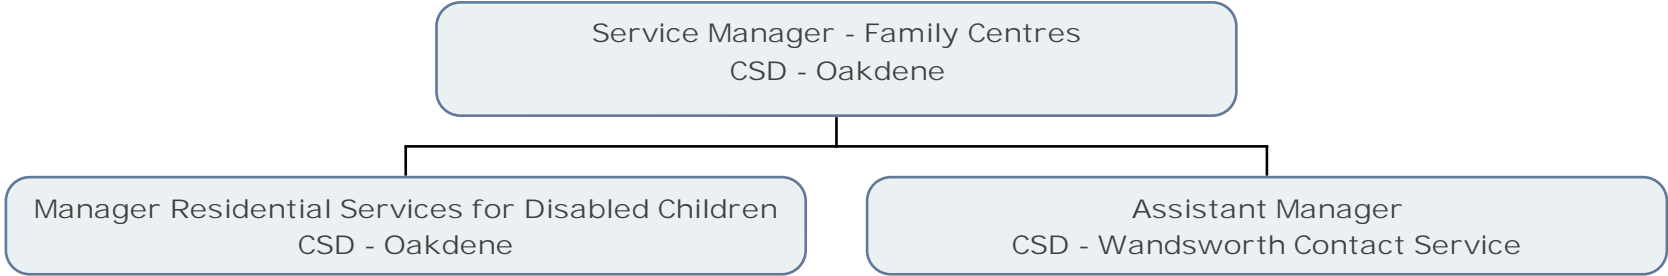 Service Manager - Family Centres
CSD - Oakdene
Manager Residential Services for Disabled Children
CSD - Oakdene
Assistant Manager
CSD - Wandsworth Contact Service